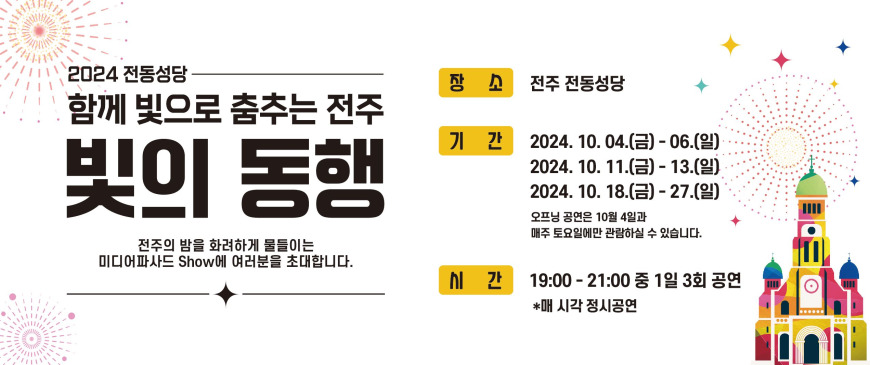 2024 전동성당
함께 빛으로 춤추는 전주
빛의 동행
전주의 밤을 화려하게 물들이는
미디어파사드 Show에 여러분을 초대합니다.
장 소 전주 전동성당
기 간 2024. 10. 04.(금) - 06.(일)
2024. 10. 11.(금) - 13.(일)
2024. 10. 18.(금) - 27.(일)
오프닝 공연은 10월 4일과
매주 토요일에만 관람하실 수 있습니다.
시 간 19:00 - 21:00 중 1일 3회 공연
*매 시각 정시공연